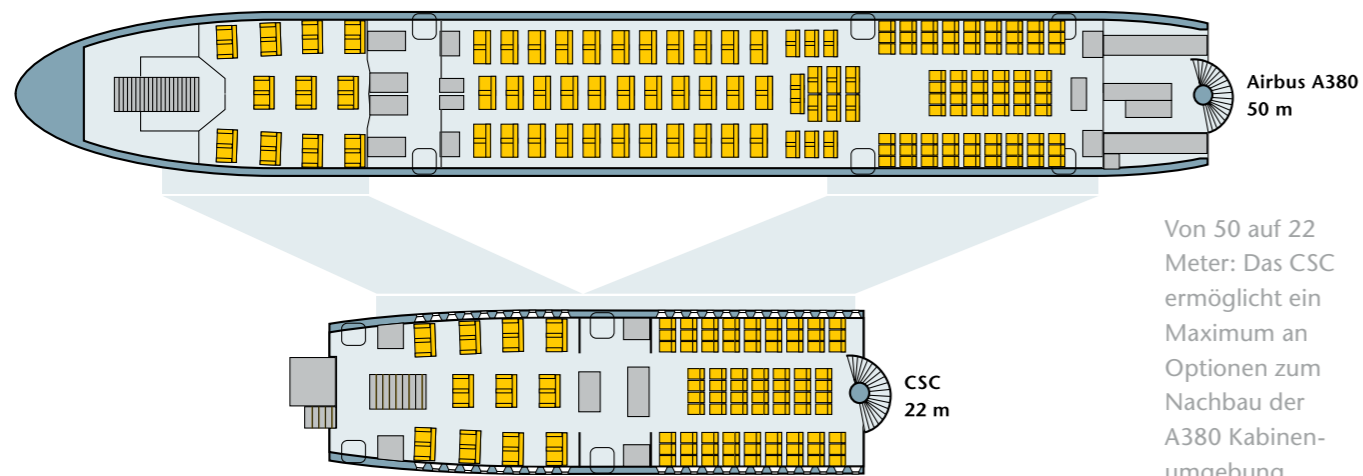 Airbus A380
50 m
Von 50 auf 22
Meter: Das CSC
ermöglicht ein
Maximum an
Optionen zum
Nachbau der
A380 Kabinen-
umgebung
CSC
22 m